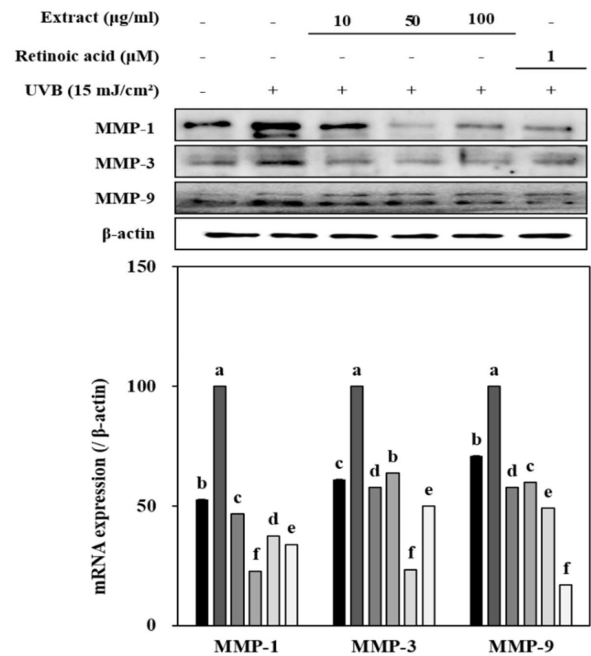 Extract (μg/ml) - - 10 50 100 -
Retinoic acid (μM) - - - - - 1
UVB (15 mJ/cm²) - + + + + +
MMP-1
MMP-3
MMP-9
β-actin
150
100
50
0
mRNA expression (/ β-actin)
b a c f d e
c a d b f e
b a d c e f
MMP-1 MMP-3 MMP-9